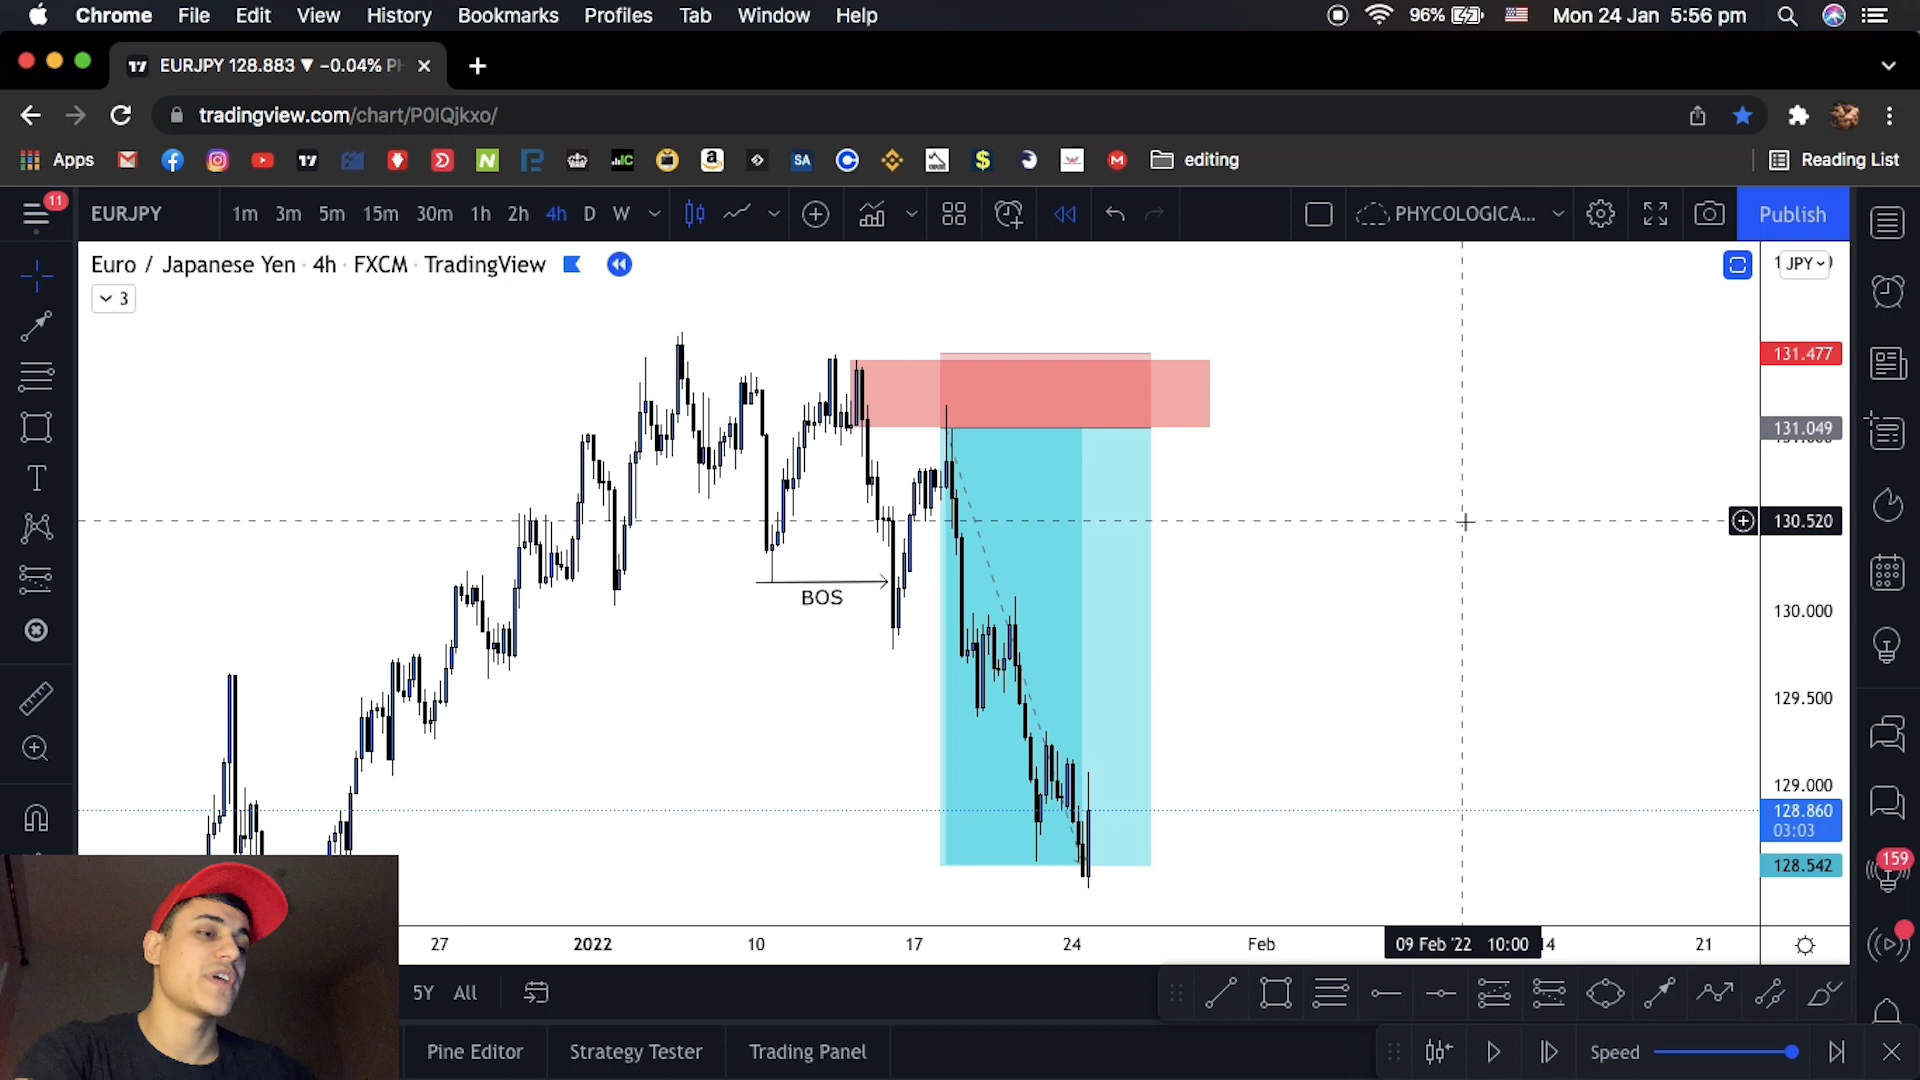 Chrome File Edit View History Bookmarks Profiles Tab Window Help 96% Mon 24 Jan 5:56 pm
EURJPY 128.883 ▼ −0.04% PH
tradingview.com/chart/P0IQjkxo/
Apps SA editing Reading List
11 EURJPY 1m 3m 5m 15m 30m 1h 2h 4h D W PHYCOLOGICA... Publish
Euro / Japanese Yen · 4h · FXCM · TradingView
JPY
3
131.477
131.049
130.520
BOS
130.000
129.500
129.000
128.860
03:03
128.542
159
27 2022 10 17 24 Feb 09 Feb '22 10:00 14 21
5Y All
Pine Editor Strategy Tester Trading Panel Speed